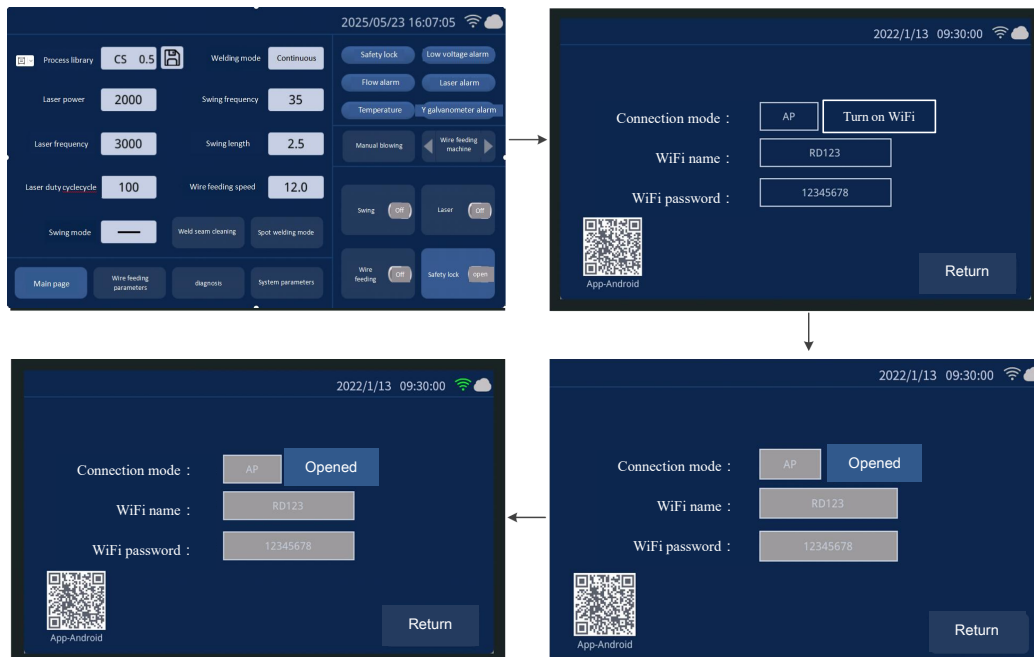 2025/05/23 16:07:05
Process library CS 0.5 Welding mode Continuous
Laser power 2000 Swing frequency 35
Laser frequency 3000 Swing length 2.5
Laser duty cyclecycle 100 Wire feeding speed 12.0
Swing mode Weld seam cleaning Spot welding mode
Main page Wire feeding parameters diagnosis System parameters
Safety lock Low voltage alarm
Flow alarm Laser alarm
Temperature Y galvanometer alarm
Manual blowing Wire feeding machine
Swing Off Laser Off
Wire feeding Off Safety lock open
2022/1/13 09:30:00
Connection mode： AP Turn on WiFi
WiFi name： RD123
WiFi password： 12345678
App-Android
Return
2022/1/13 09:30:00
Connection mode： AP Opened
WiFi name： RD123
WiFi password： 12345678
App-Android
Return
2022/1/13 09:30:00
Connection mode： AP Opened
WiFi name： RD123
WiFi password： 12345678
App-Android
Return